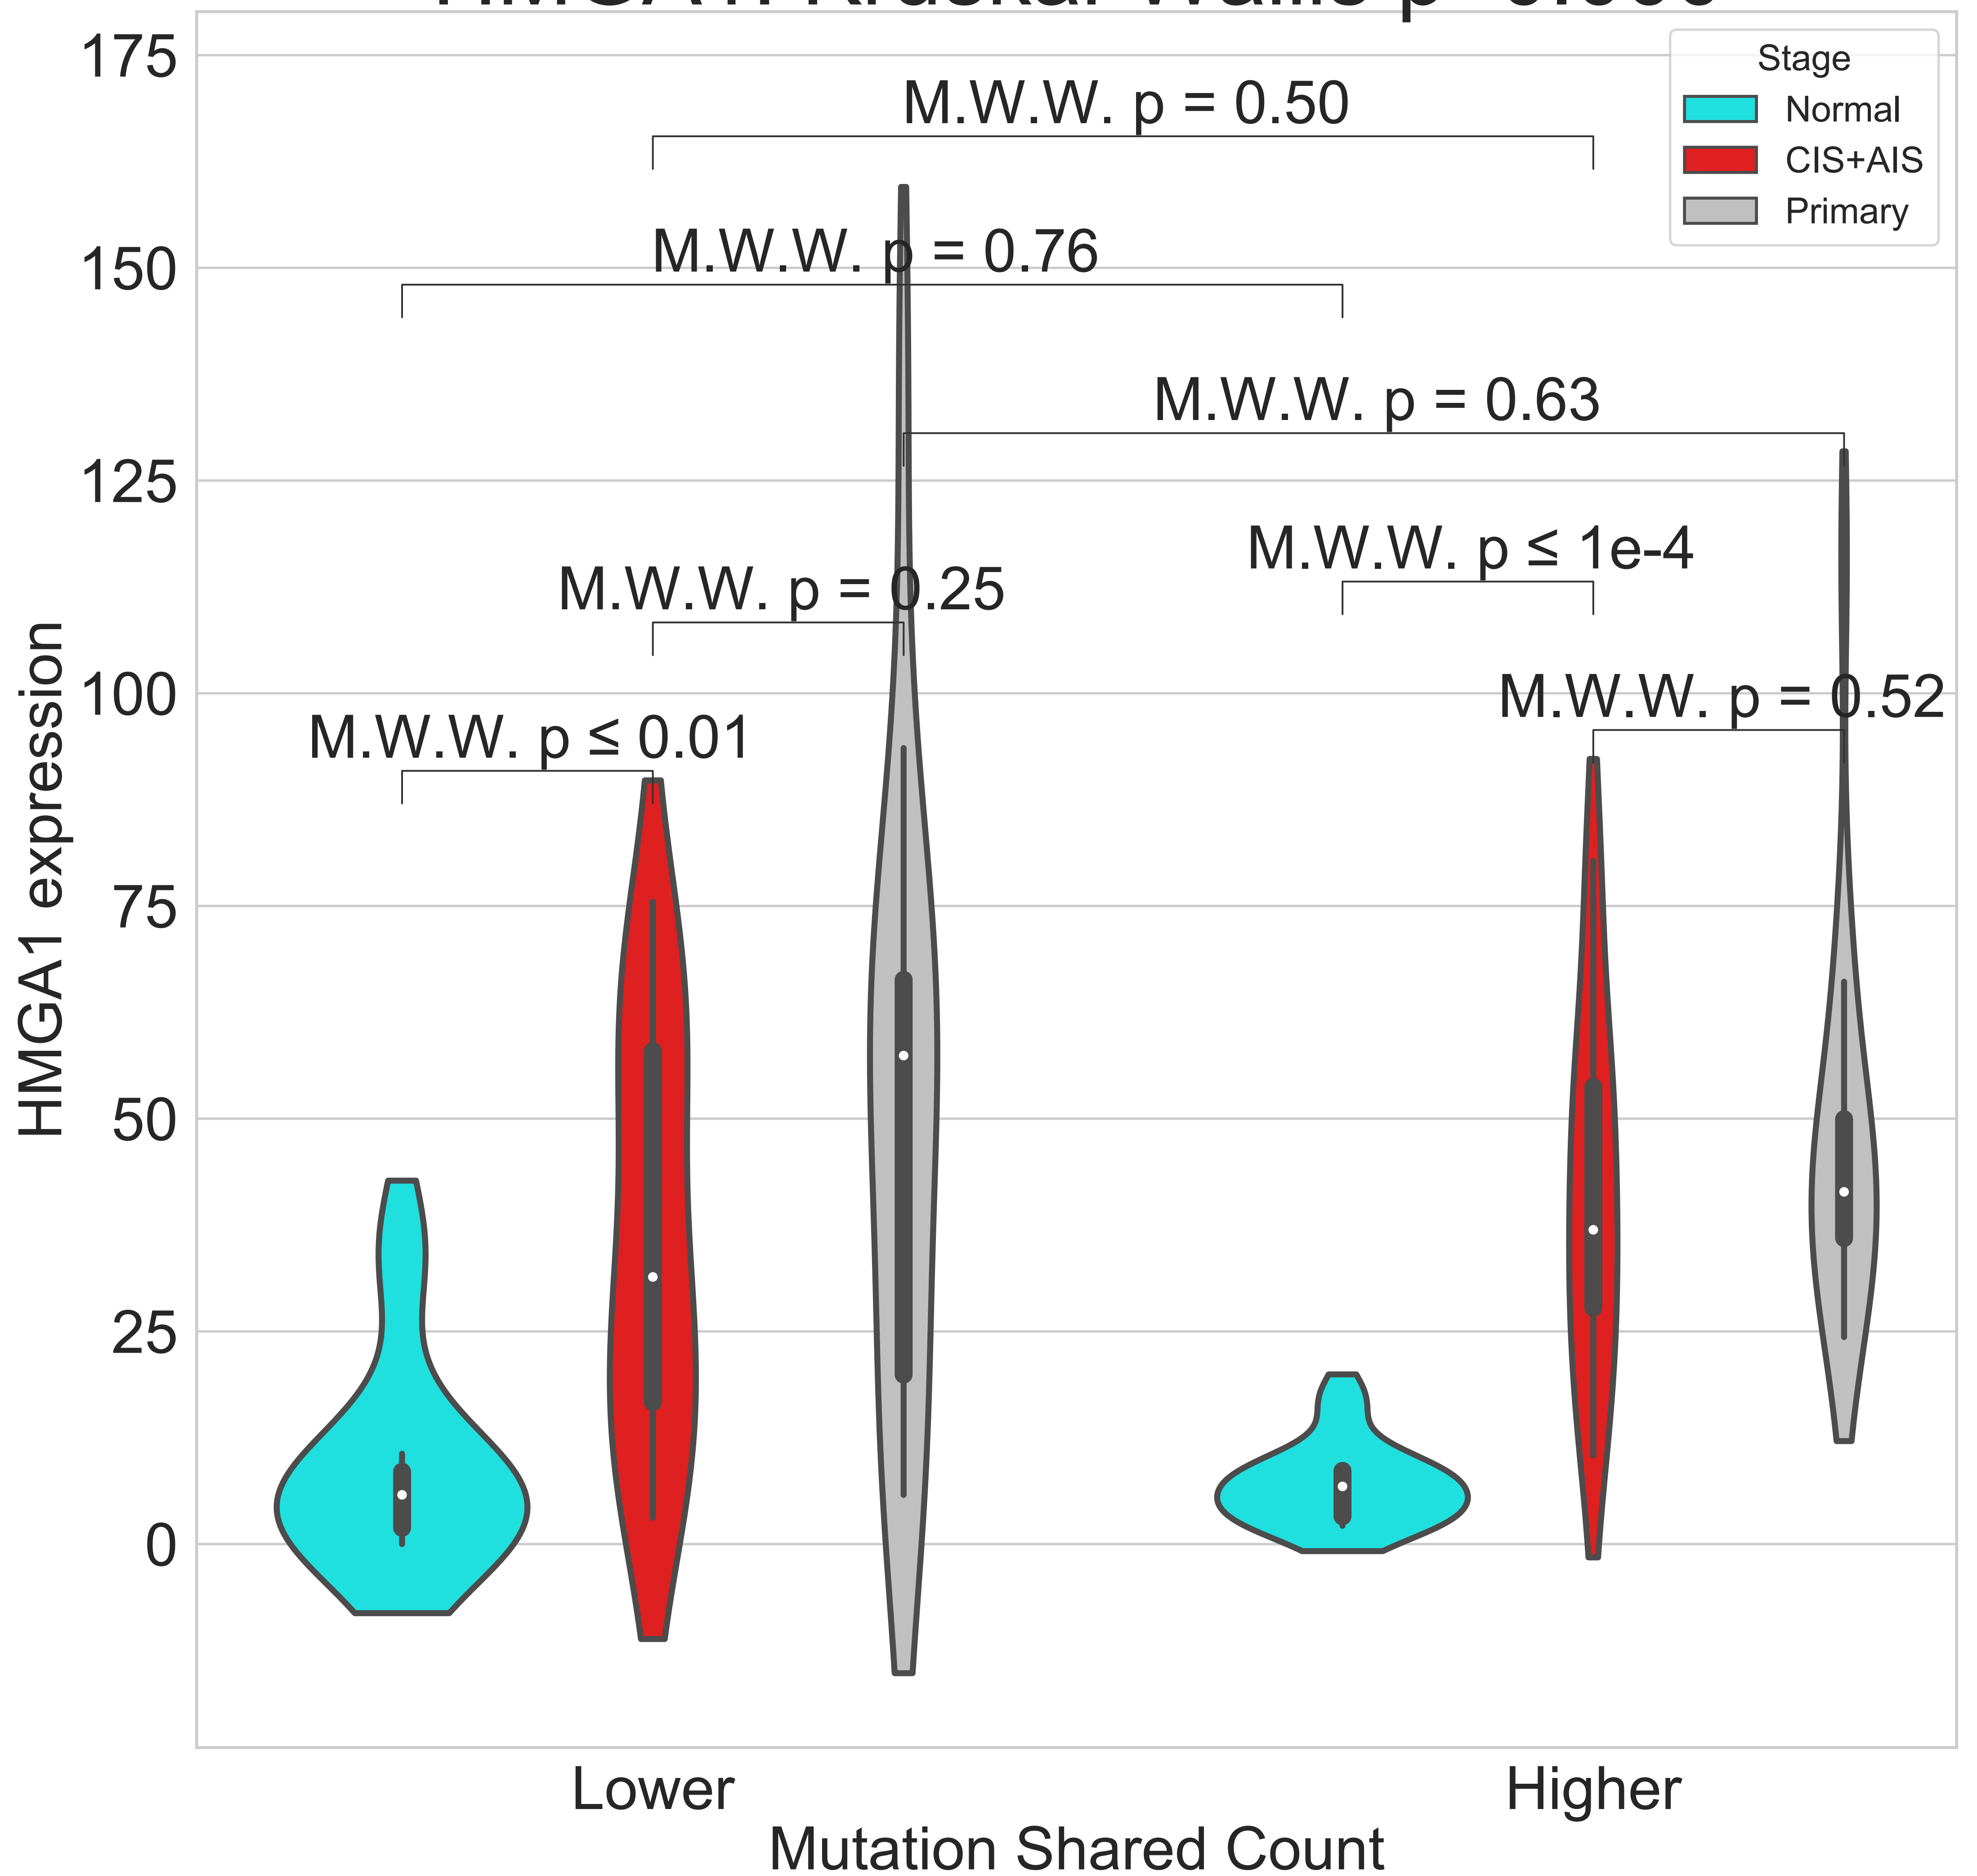 175
Stage
Normal
CIS+AIS
Primary
M.W.W. p = 0.50
M.W.W. p = 0.76
150
M.W.W. p = 0.63
125
M.W.W. p ≤ 1e-4
M.W.W. p = 0.25
100
M.W.W. p = 0.52
M.W.W. p ≤ 0.01
HMGA1 expression
75
50
25
0
Lower
Higher
Mutation Shared Count